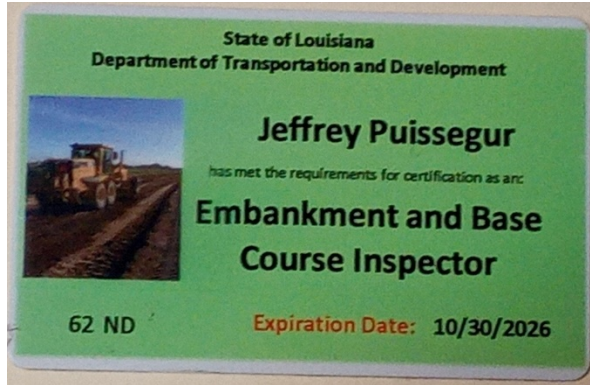 State of Louisiana
Department of Transportation and Development
Jeffrey Puissegur
has met the requirements for certification as an:
Embankment and Base
Course Inspector
62 ND
Expiration Date: 10/30/2026